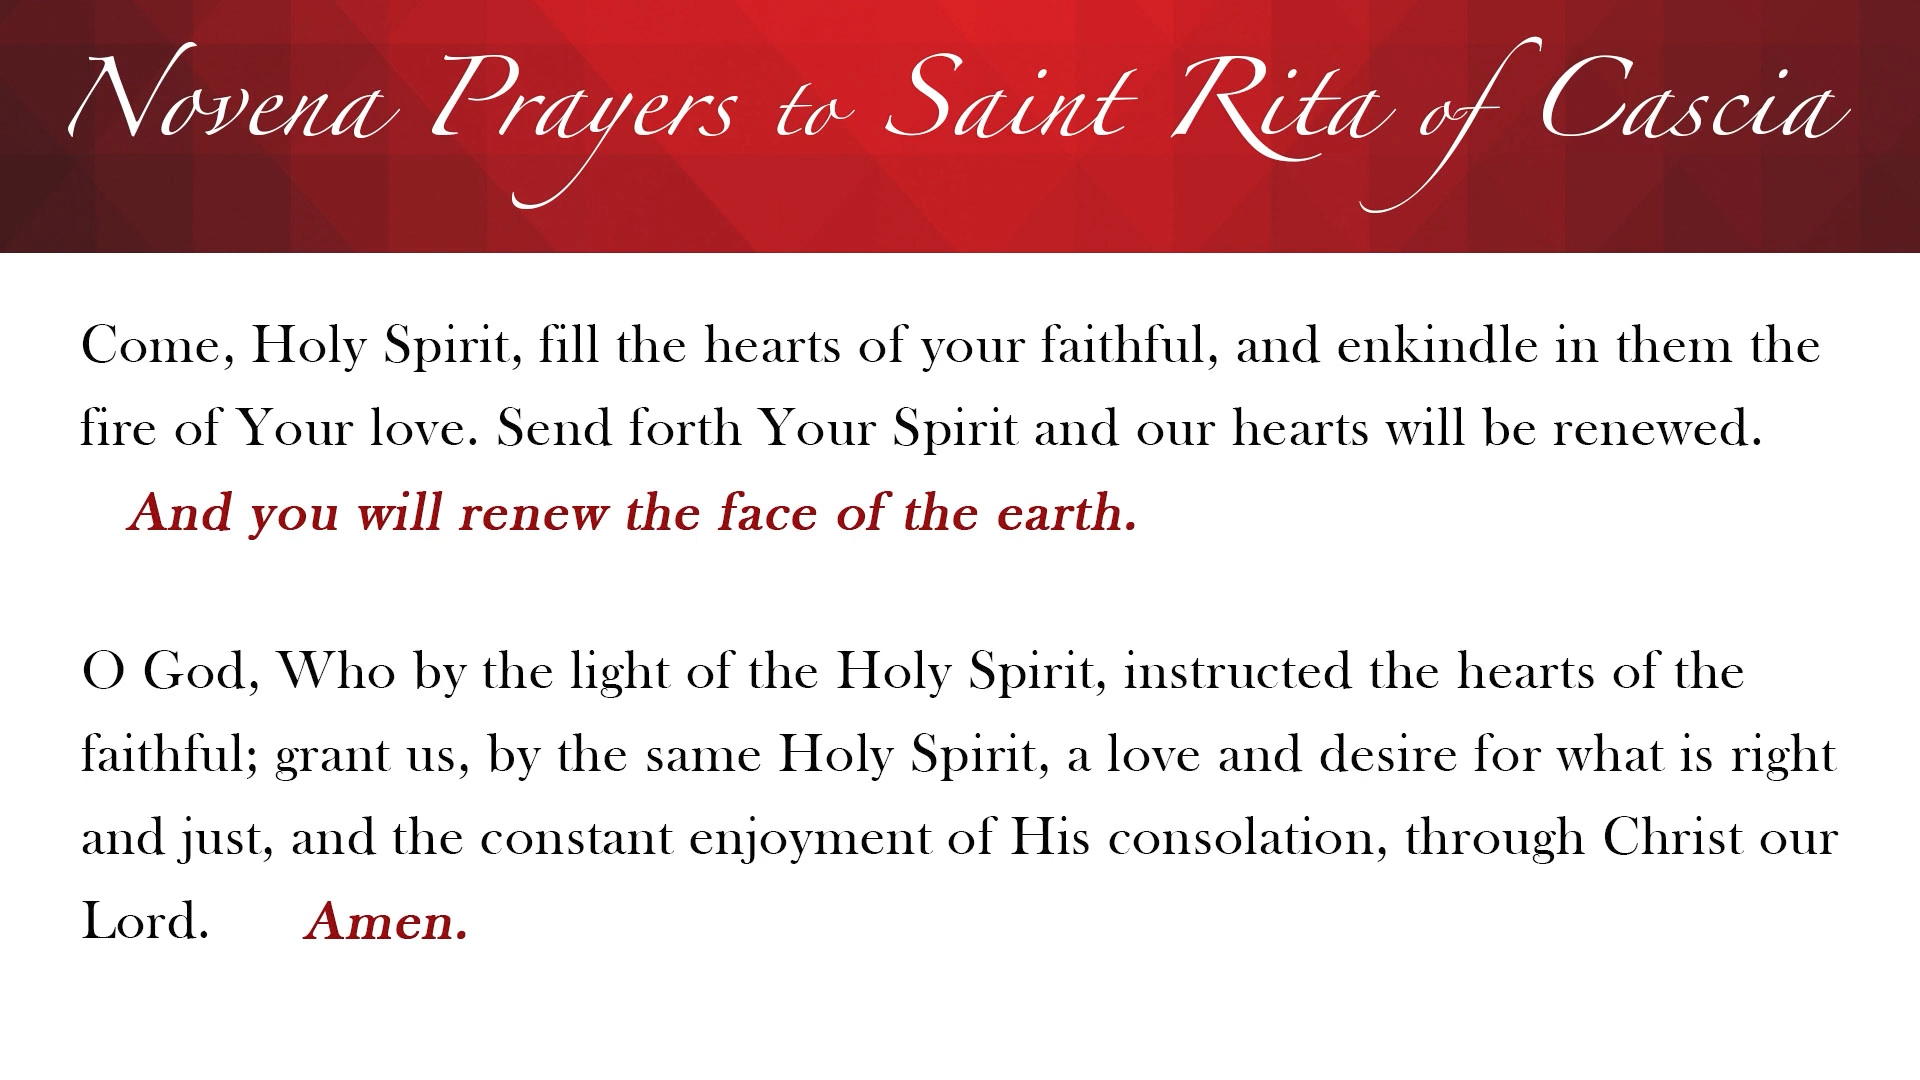 Novena Prayers to Saint Rita of Cascia
Come, Holy Spirit, fill the hearts of your faithful, and enkindle in them the
fire of Your love. Send forth Your Spirit and our hearts will be renewed.
And you will renew the face of the earth.
O God, Who by the light of the Holy Spirit, instructed the hearts of the
faithful; grant us, by the same Holy Spirit, a love and desire for what is right
and just, and the constant enjoyment of His consolation, through Christ our
Lord. Amen.